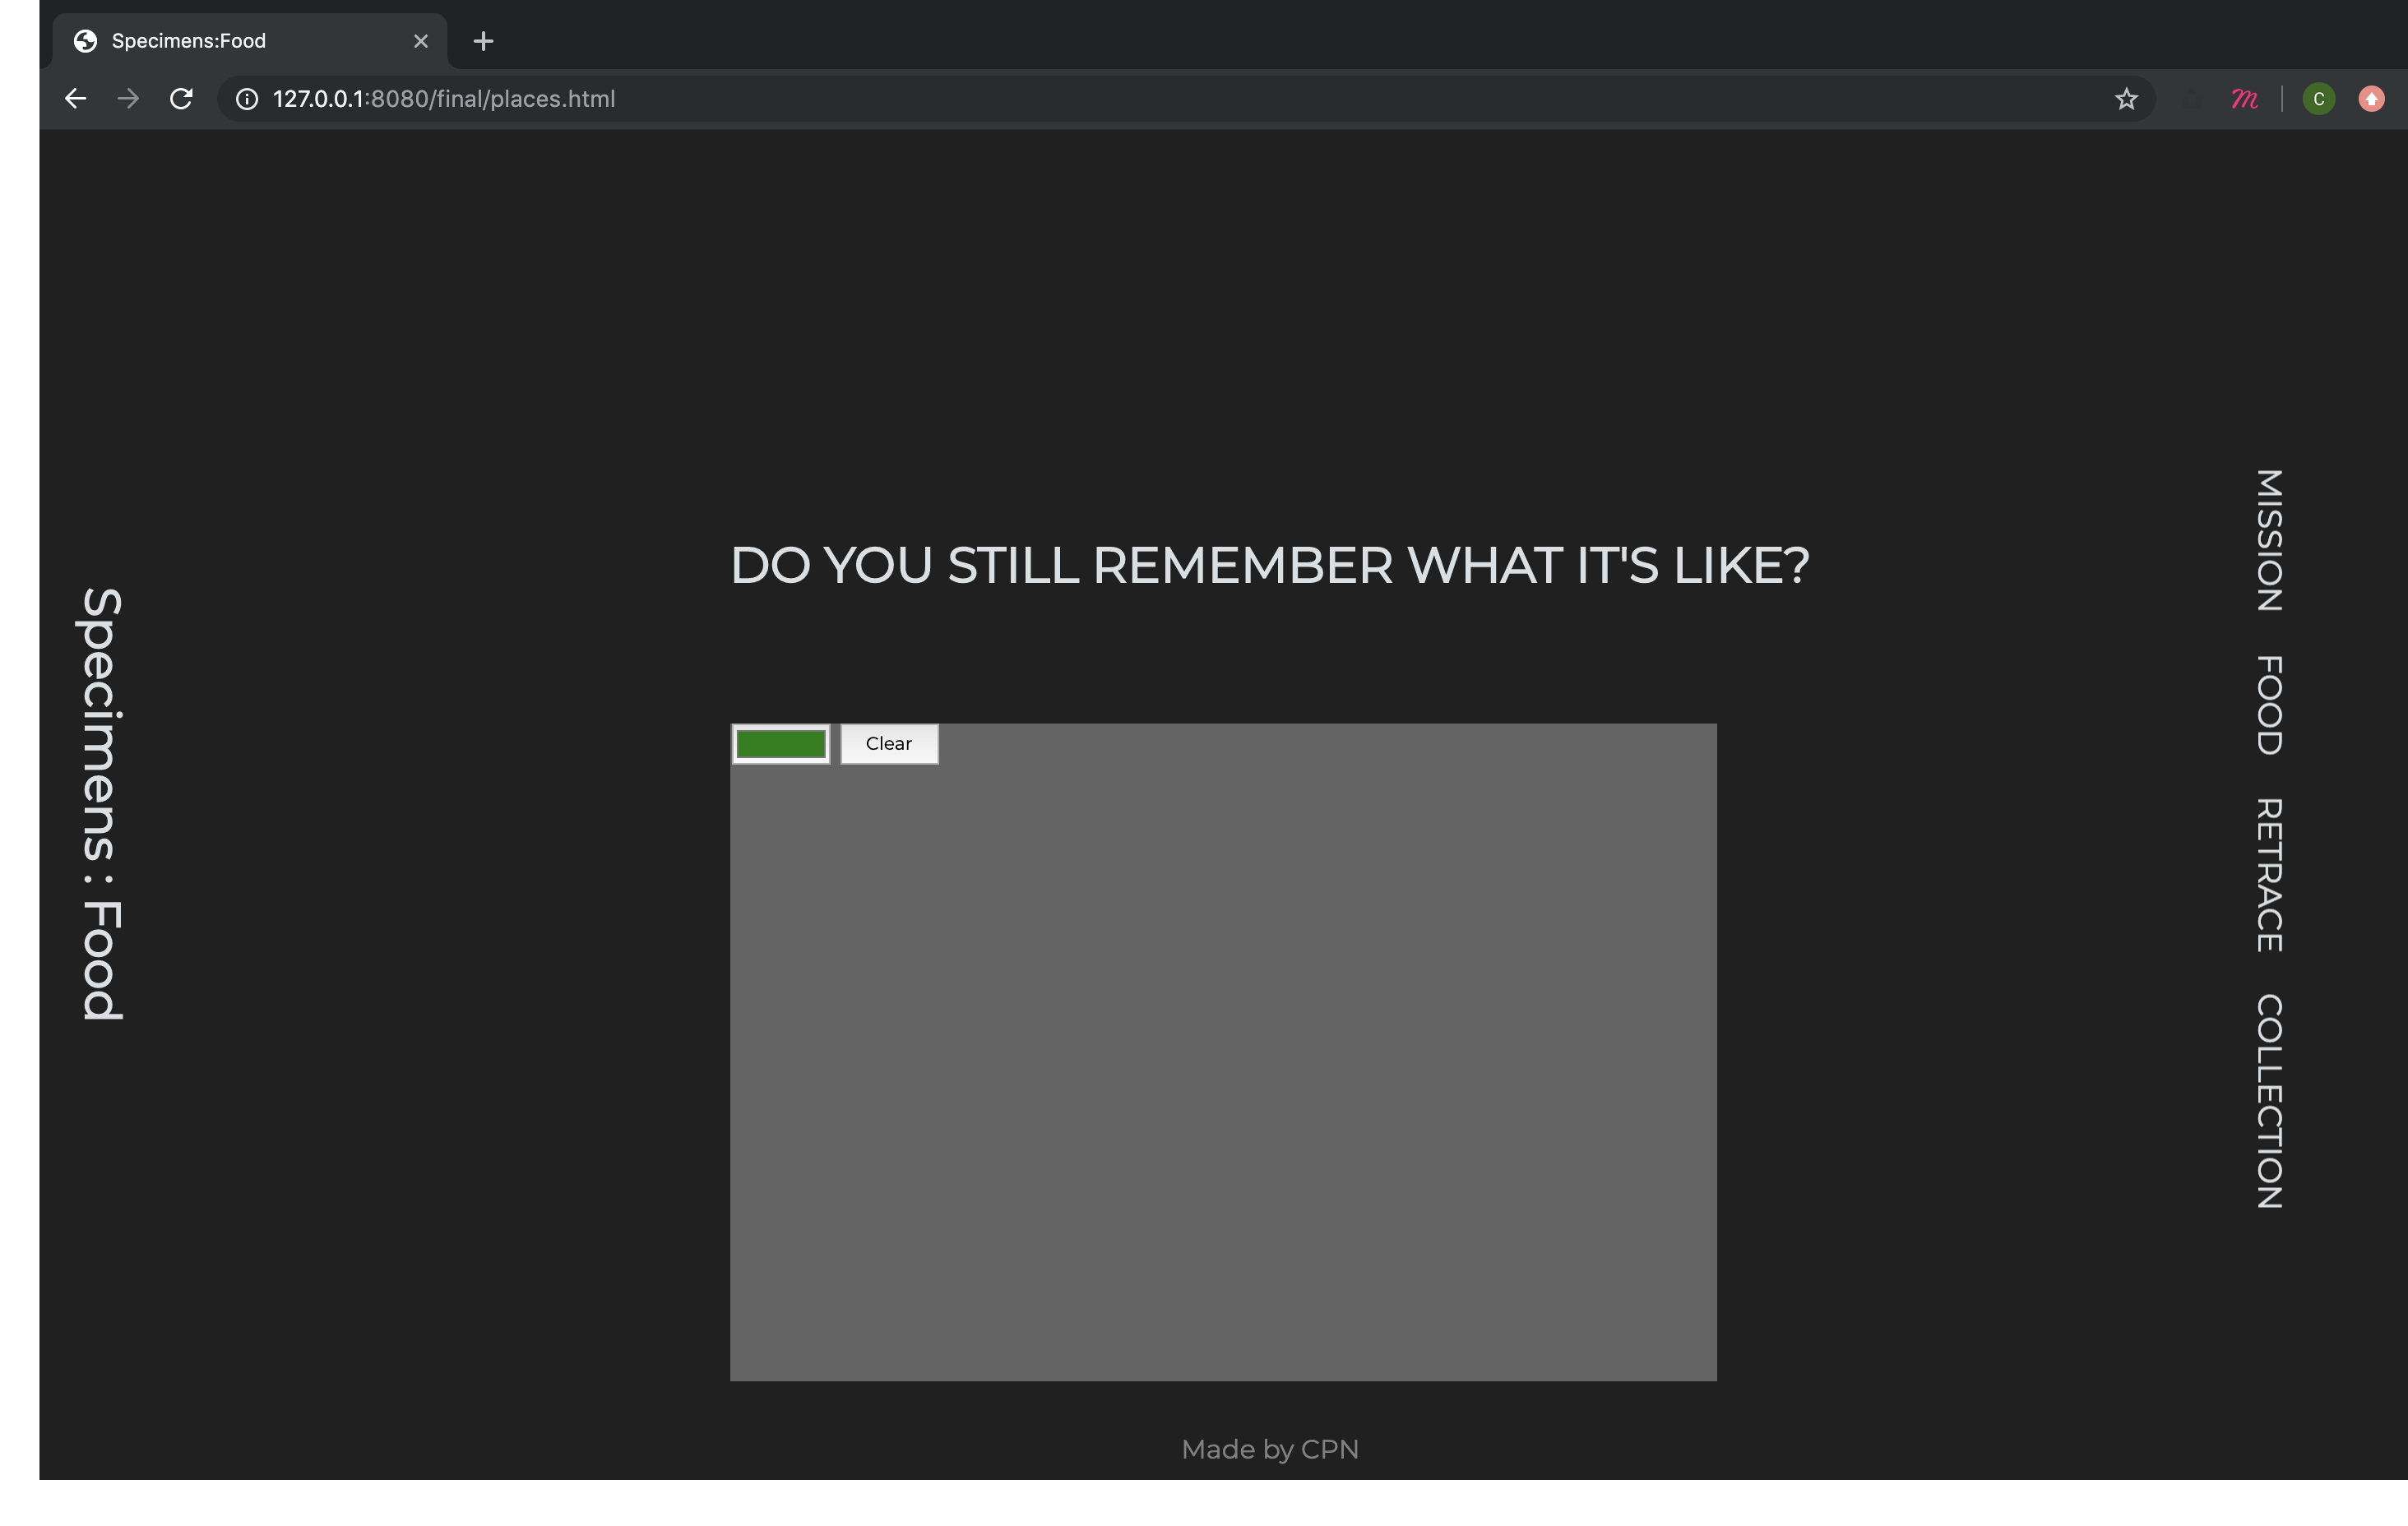 Specimens:Food
127.0.0.1:8080/final/places.html
C
DO YOU STILL REMEMBER WHAT IT'S LIKE?
Specimens : Food
Clear
MISSION
FOOD
RETRACE
COLLECTION
Made by CPN